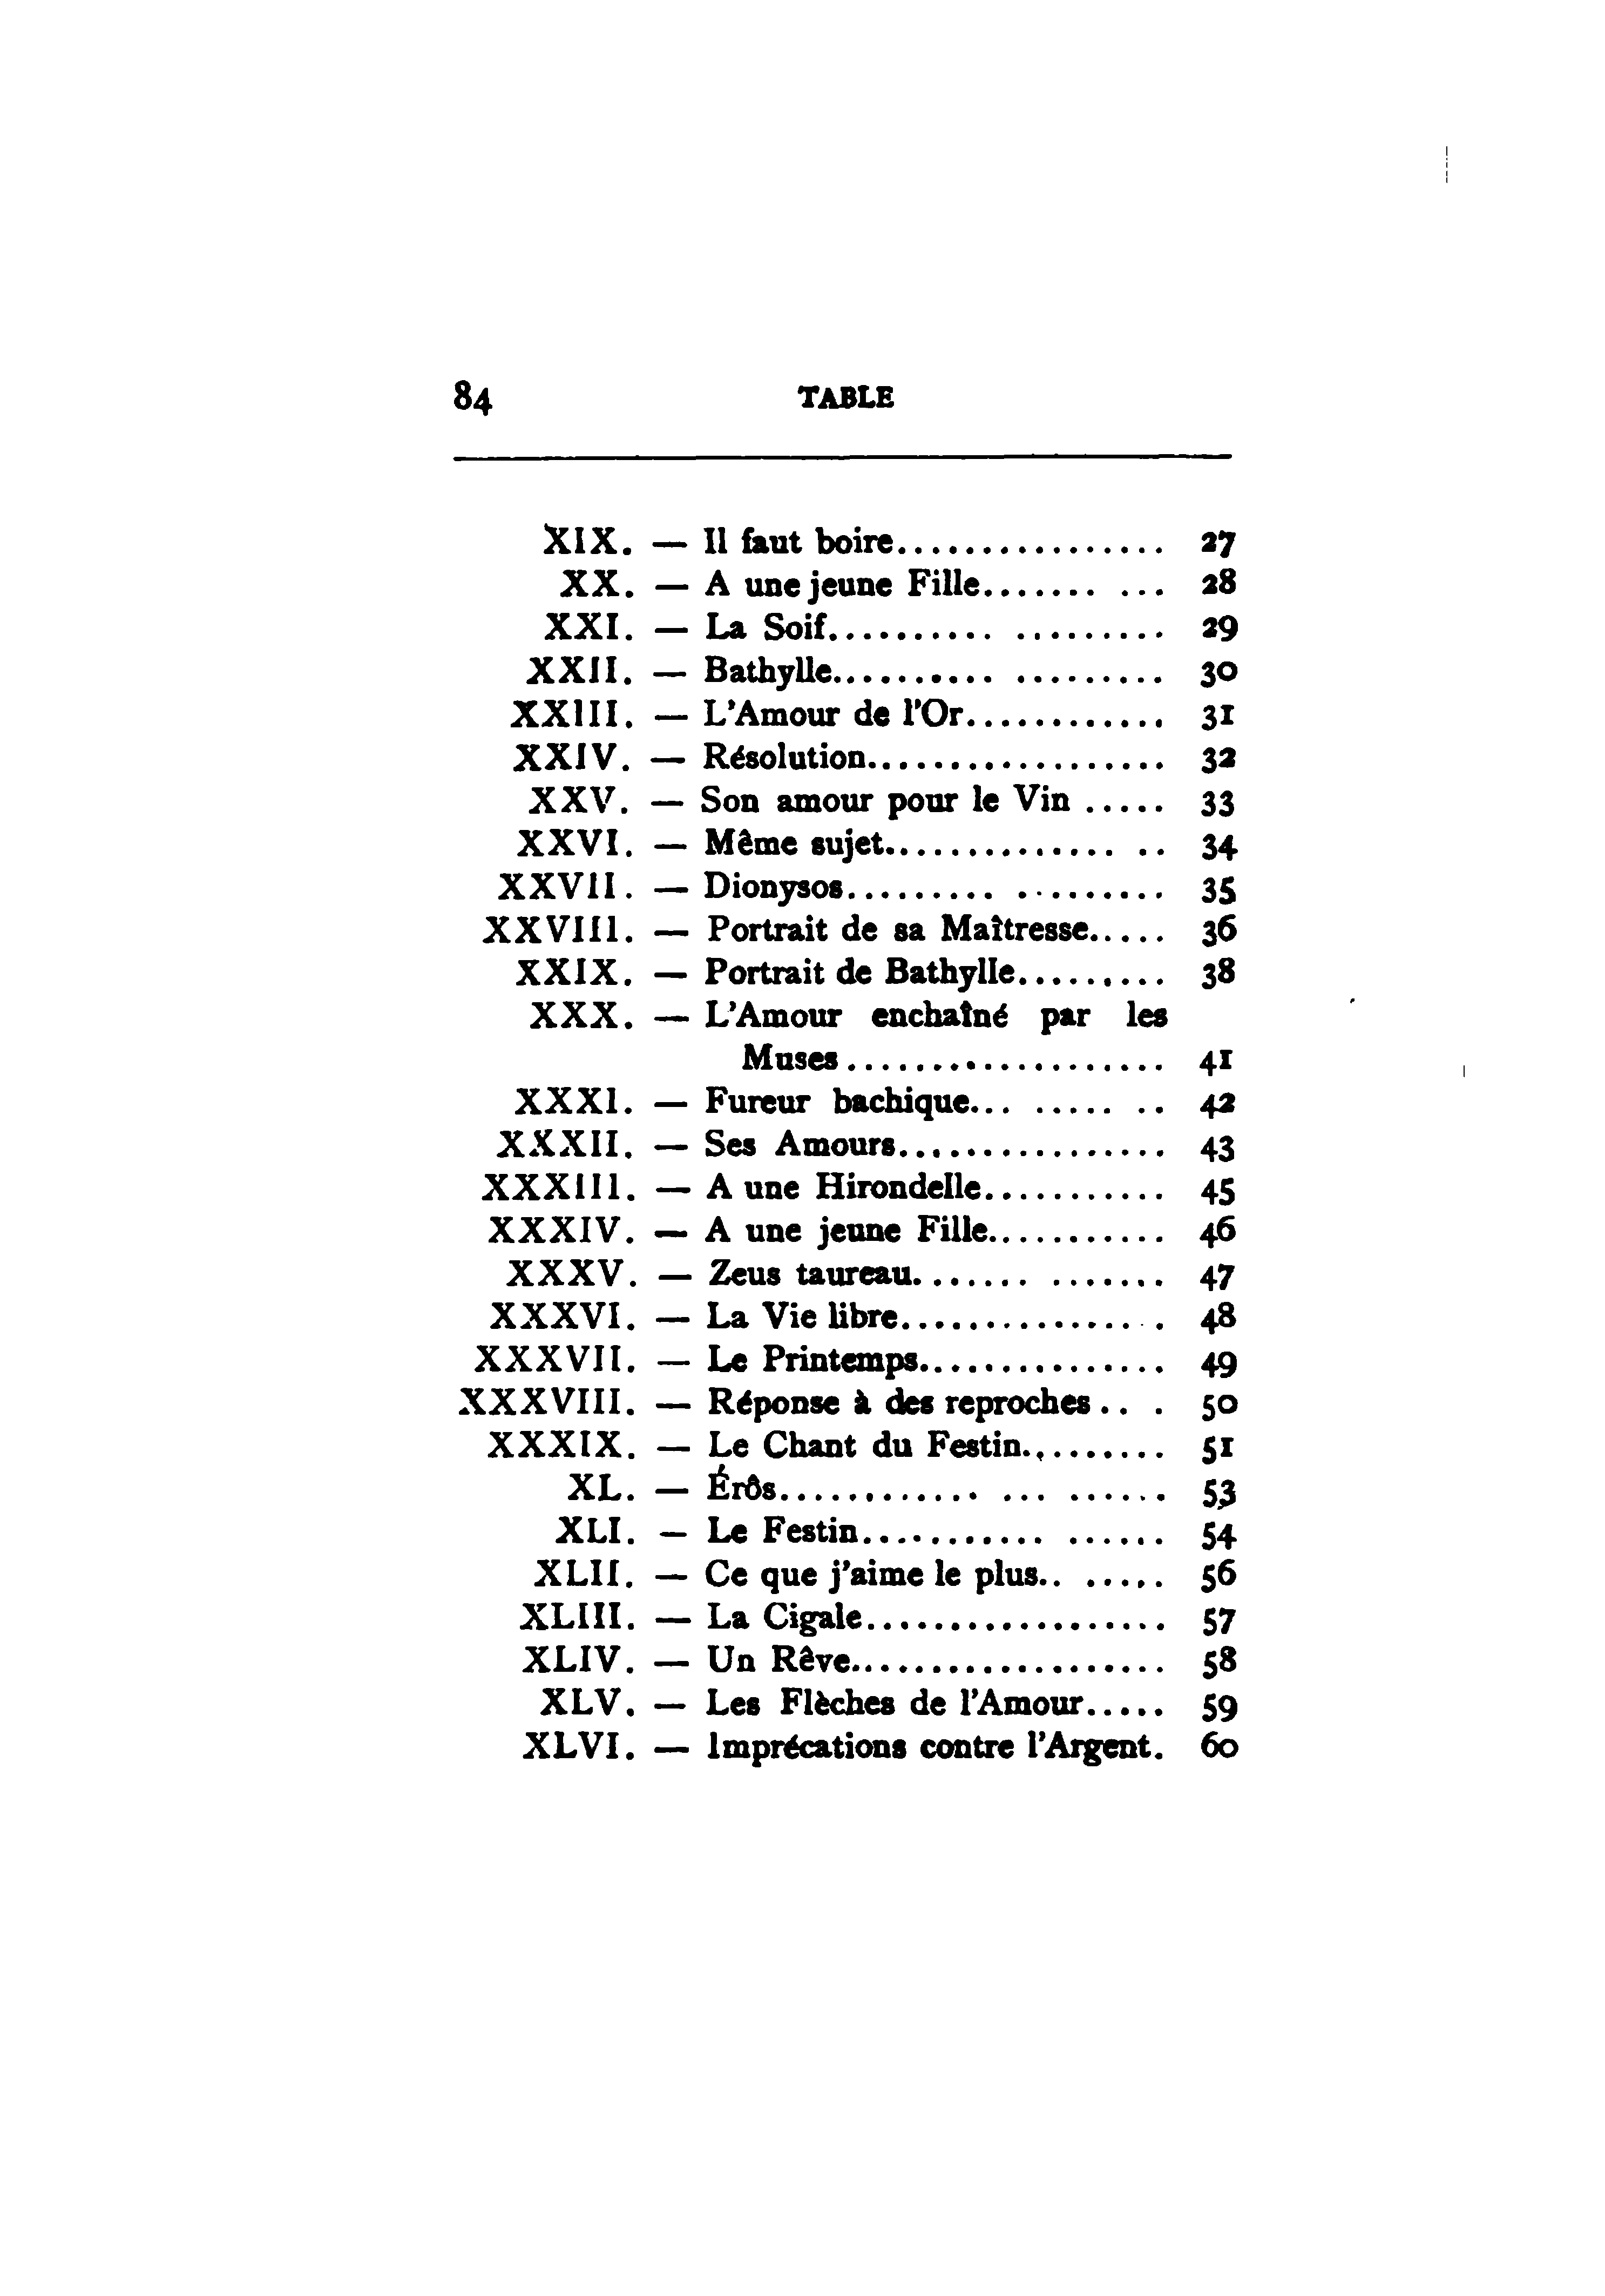 84 TABLE
XIX. — Il faut boire................ 27
XX. — A une jeune Fille....... ... 28
XXI. — La Soif.......... ......... 29
XXII. — Bathylle.......... ......... 30
XXIII. — L'Amour de l'Or............ 31
XXIV. — Résolution.................. 32
XXV. — Son amour pour le Vin ..... 33
XXVI. — Même sujet.............. .. 34
XXVII. — Dionysos......... ......... 35
XXVIII. — Portrait de sa Maîtresse..... 36
XXIX. — Portrait de Bathylle......... 38
XXX. — L'Amour enchaîné par les
Muses................... 41
XXXI. — Fureur bachique... ..... .. 42
XXXII. — Ses Amours................ 43
XXXIII. — A une Hirondelle........... 45
XXXIV. — A une jeune Fille........... 46
XXXV. — Zeus taureau....... ....... 47
XXXVI. — La Vie libre................ 48
XXXVII. — Le Printemps............... 49
XXXVIII. — Réponse à des reproches.. . 50
XXXIX. — Le Chant du Festin......... 51
XL. — Érôs............ ... ...... 53
XLI. — Le Festin........... ...... 54
XLII. — Ce que j'aime le plus.. ..... 56
XLIII. — La Cigale.................. 57
XLIV. — Un Rêve................... 58
XLV. — Les Flèches de l'Amour..... 59
XLVI. — Imprécations contre l'Argent. 60